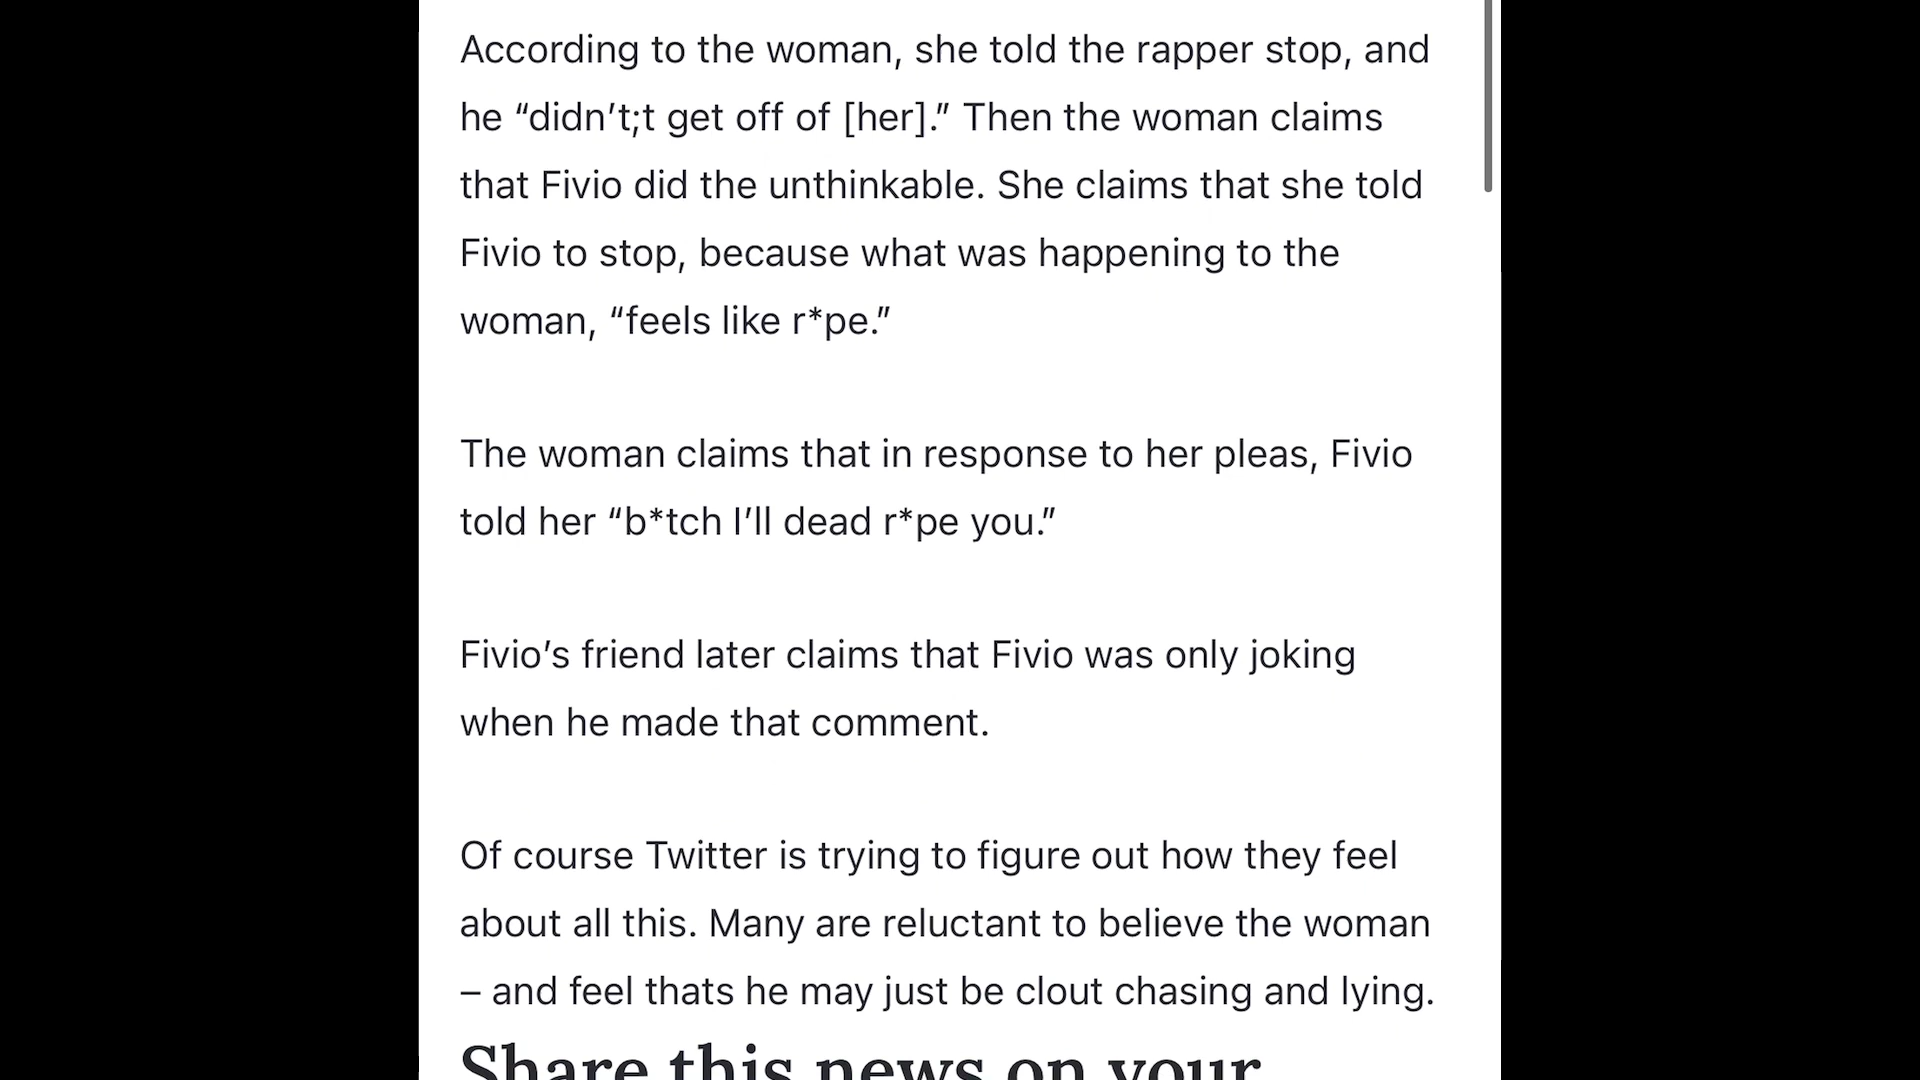 According to the woman, she told the rapper stop, and
he “didn’t;t get off of [her].” Then the woman claims
that Fivio did the unthinkable. She claims that she told
Fivio to stop, because what was happening to the
woman, “feels like r*pe.”
The woman claims that in response to her pleas, Fivio
told her “b*tch I’ll dead r*pe you.”
Fivio’s friend later claims that Fivio was only joking
when he made that comment.
Of course Twitter is trying to figure out how they feel
about all this. Many are reluctant to believe the woman
– and feel thats he may just be clout chasing and lying.
Share this news on your